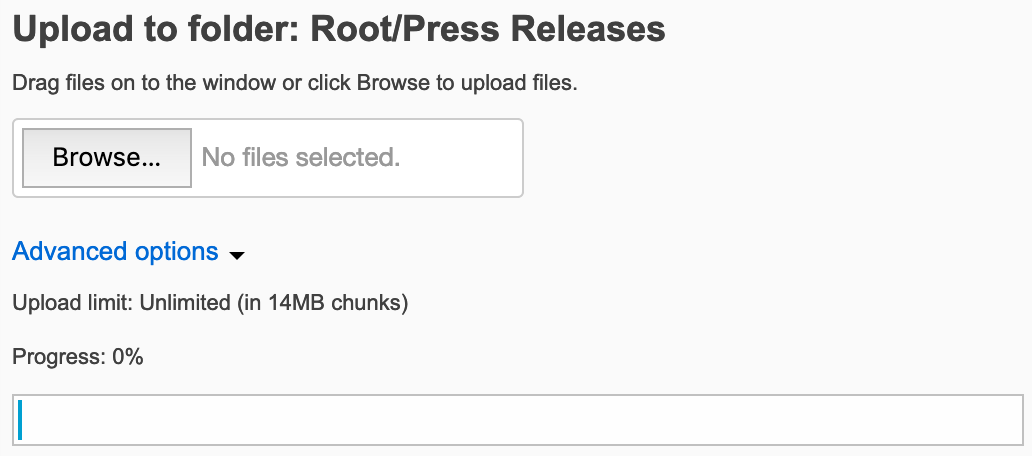 Upload to folder: Root/Press Releases
Drag files on to the window or click Browse to upload files.
Browse... No files selected.
Advanced options
Upload limit: Unlimited (in 14MB chunks)
Progress: 0%